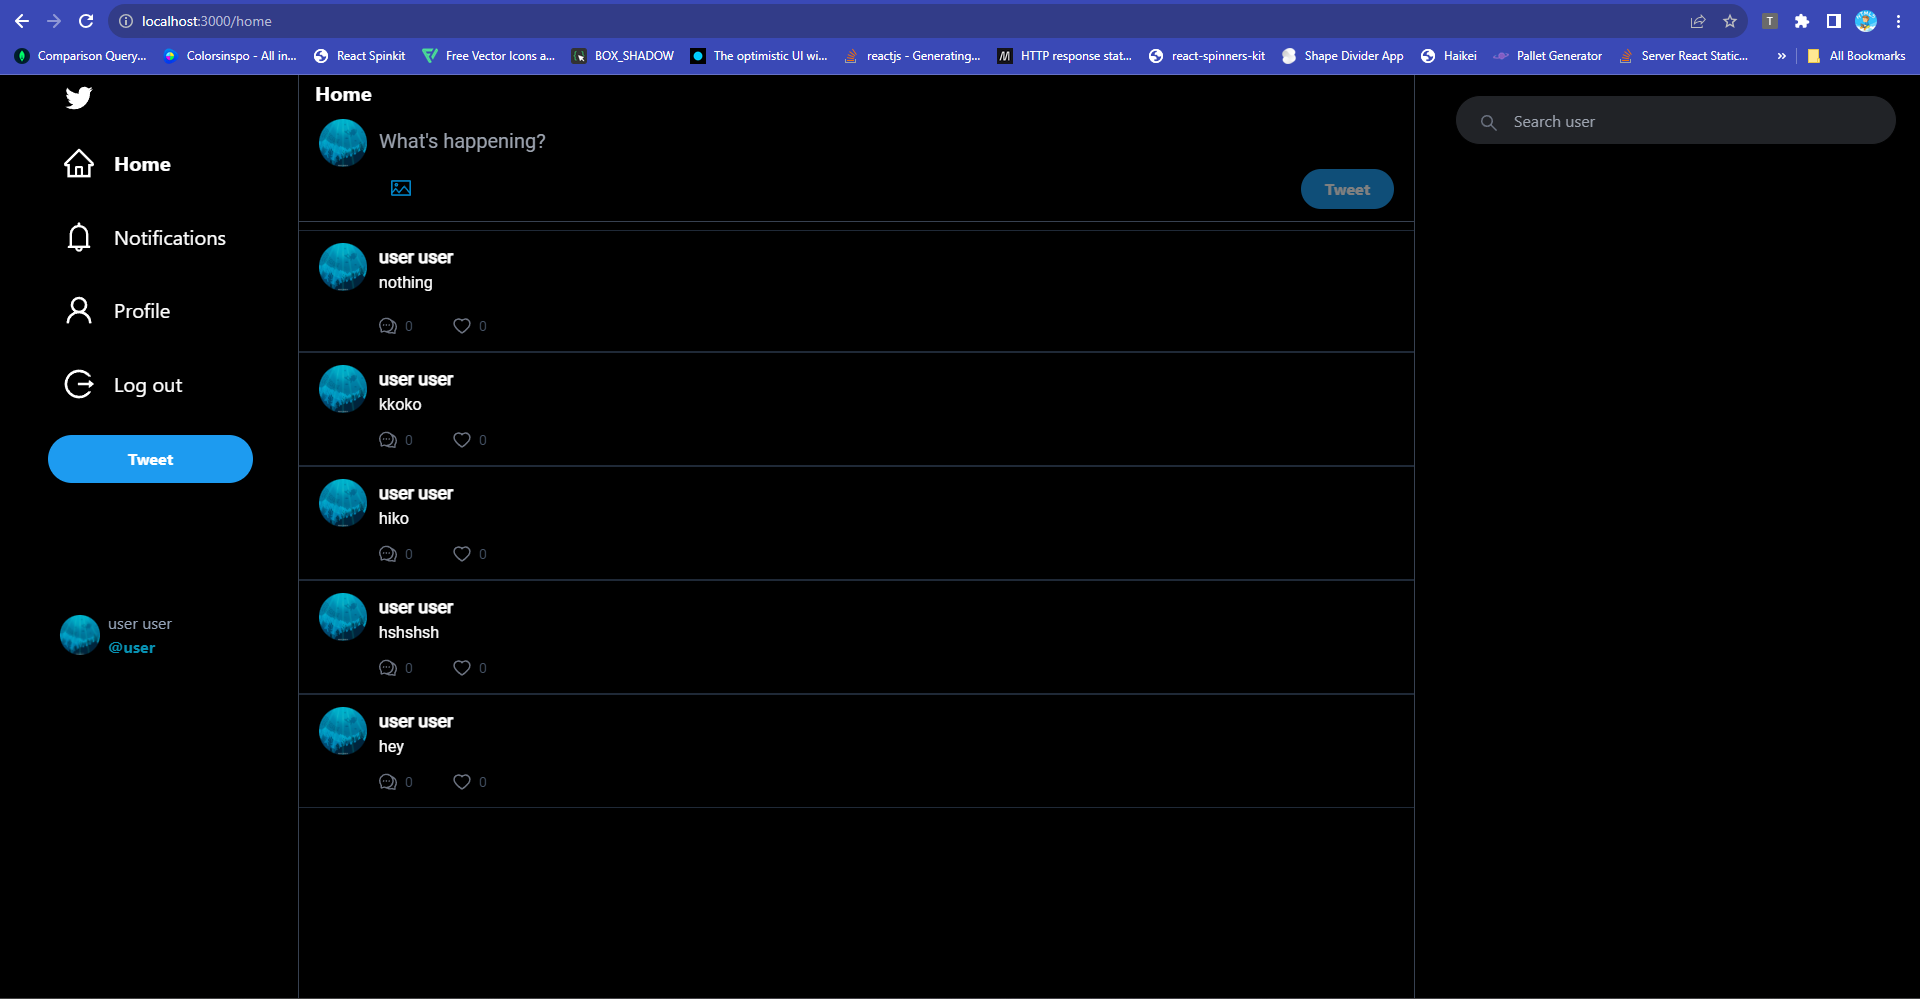 localhost:3000/home
T
Comparison Query... Colorsinspo - All in... React Spinkit Free Vector Icons a... BOX_SHADOW The optimistic UI wi... reactjs - Generating... HTTP response stat... react-spinners-kit Shape Divider App Haikei Pallet Generator Server React Static... » All Bookmarks
Home
Notifications
Profile
Log out
Tweet
user user
@user
Home
What's happening?
Tweet
user user
nothing
0 0
user user
kkoko
0 0
user user
hiko
0 0
user user
hshshsh
0 0
user user
hey
0 0
Search user